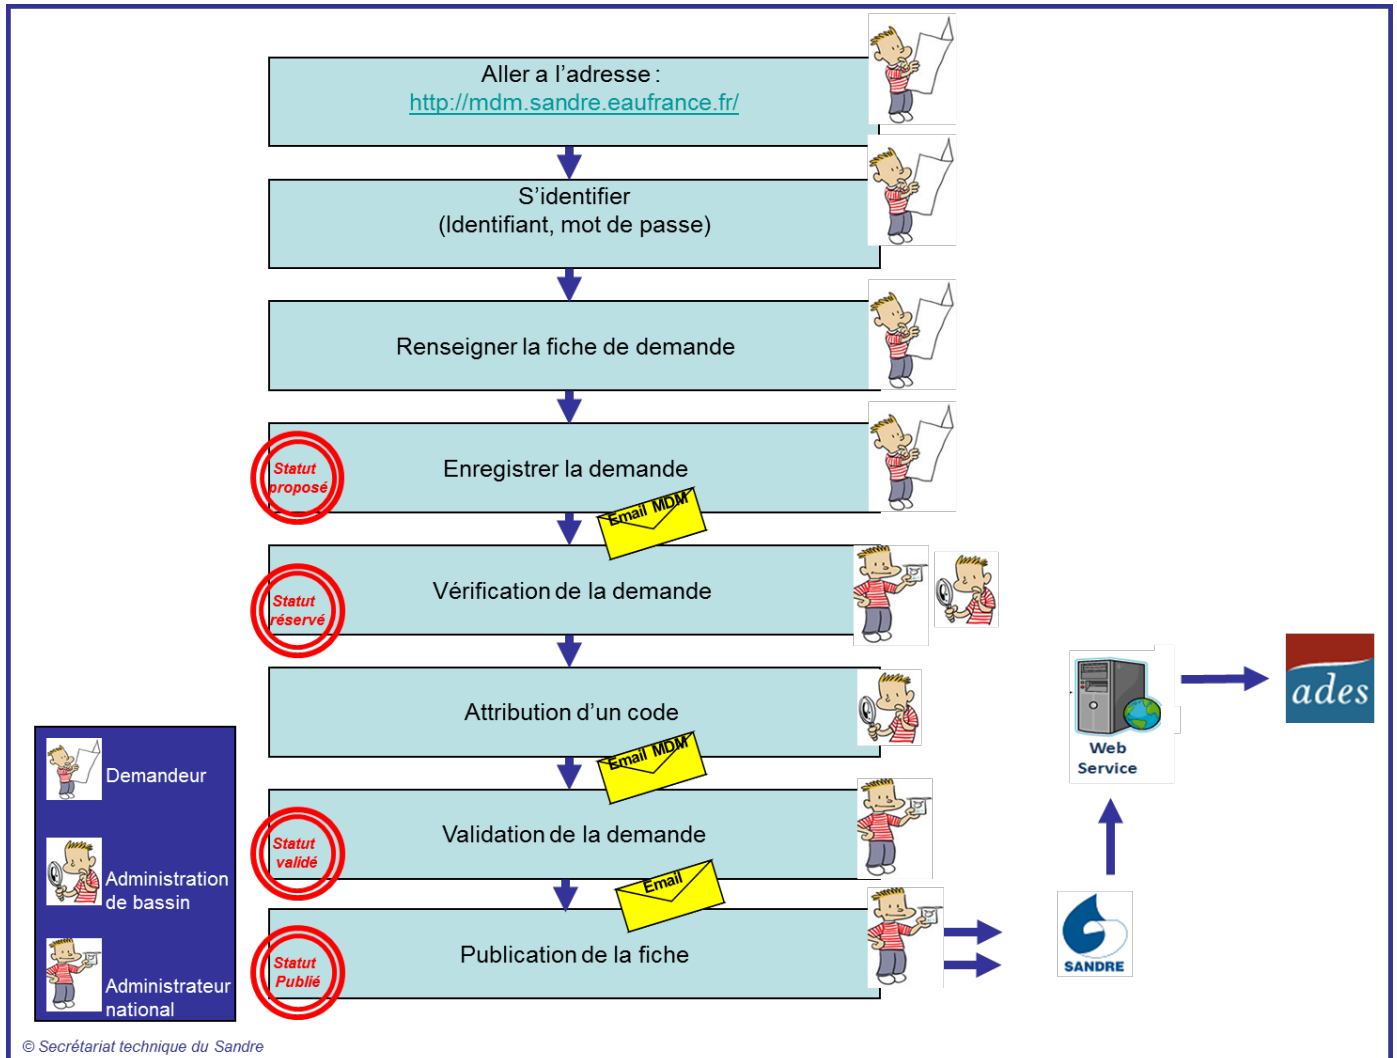 Aller a l’adresse :
http://mdm.sandre.eaufrance.fr/
S’identifier
(Identifiant, mot de passe)
Renseigner la fiche de demande
Statut
proposé
Enregistrer la demande
Email MDM
Statut
réservé
Vérification de la demande
Attribution d’un code
Email MDM
Statut
validé
Validation de la demande
Email
Statut
Publié
Publication de la fiche
Web
Service
ades
SANDRE
Demandeur
Administration
de bassin
Administrateur
national
© Secrétariat technique du Sandre